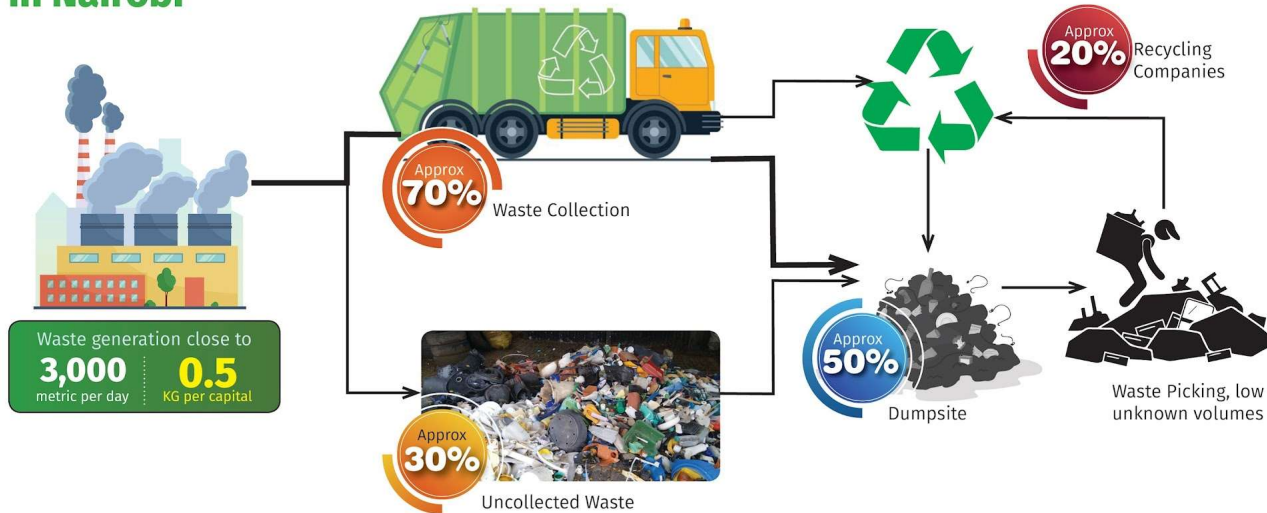 in Nairobi
Approx
20%
Recycling
Companies
Approx
70%
Waste Collection
Waste generation close to
3,000
metric per day
0.5
KG per capital
Approx
50%
Dumpsite
Waste Picking, low
unknown volumes
Approx
30%
Uncollected Waste